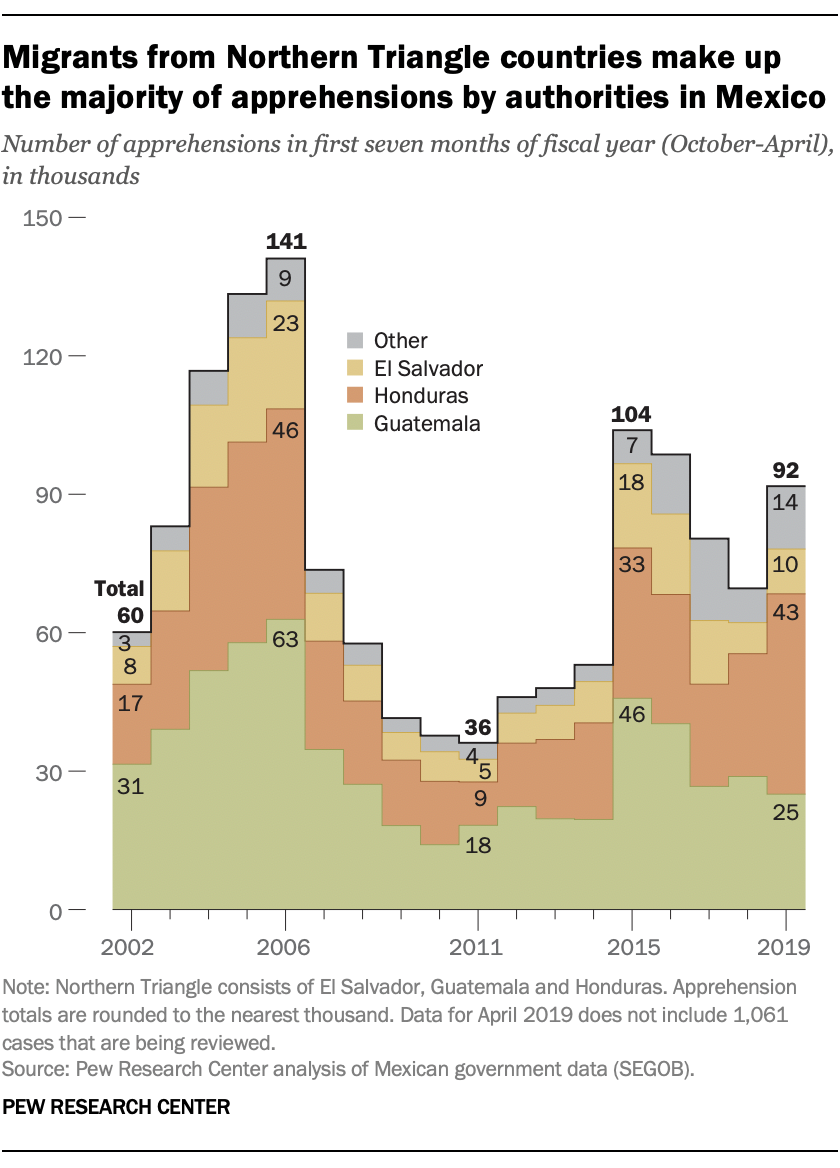 Migrants from Northern Triangle countries make up
the majority of apprehensions by authorities in Mexico
Number of apprehensions in first seven months of fiscal year (October-April),
in thousands
150
141
9
23
120
Other
El Salvador
Honduras
Guatemala
46
104
7
18
92
14
90
33
10
43
Total
60
60
3
8
17
63
46
36
4
5
30
31
9
18
25
0
2002
2006
2011
2015
2019
Note: Northern Triangle consists of El Salvador, Guatemala and Honduras. Apprehension
totals are rounded to the nearest thousand. Data for April 2019 does not include 1,061
cases that are being reviewed.
Source: Pew Research Center analysis of Mexican government data (SEGOB).
PEW RESEARCH CENTER